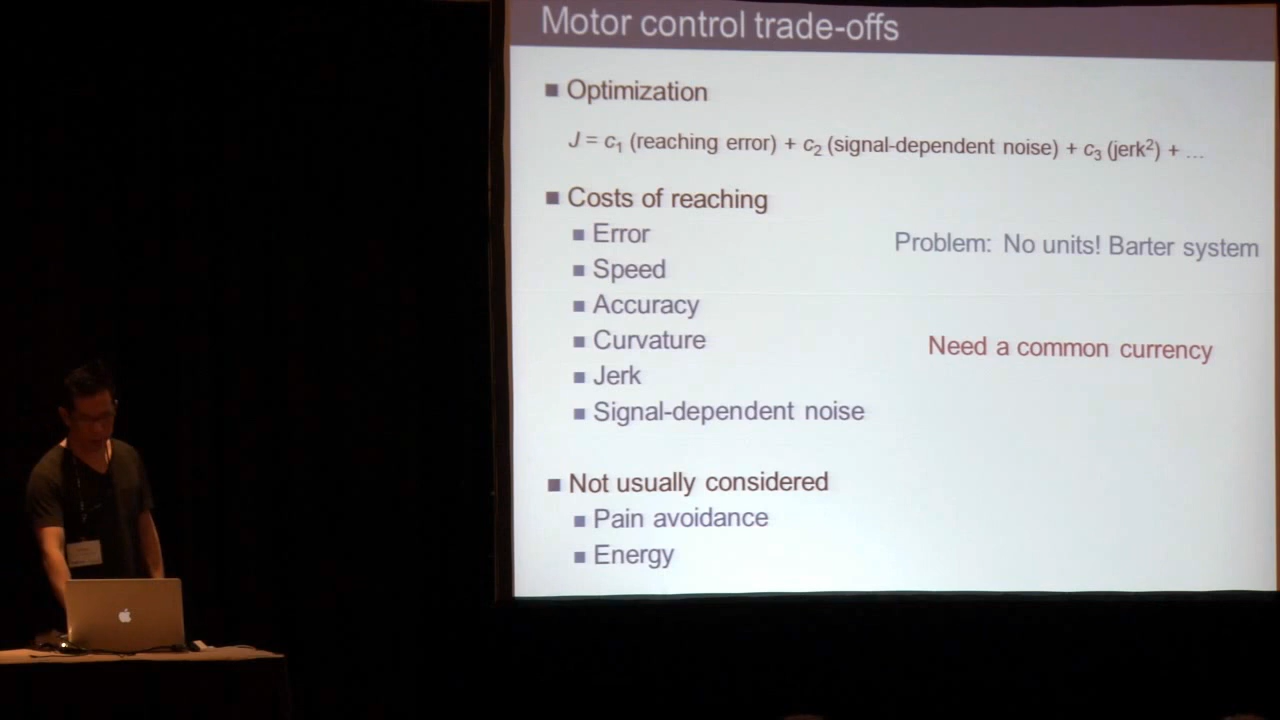 Motor control trade-offs
■ Optimization
J = c₁ (reaching error) + c₂ (signal-dependent noise) + c₃ (jerk²) + ...
■ Costs of reaching
■ Error
Problem: No units! Barter system
■ Speed
■ Accuracy
■ Curvature
Need a common currency
■ Jerk
■ Signal-dependent noise
■ Not usually considered
■ Pain avoidance
■ Energy